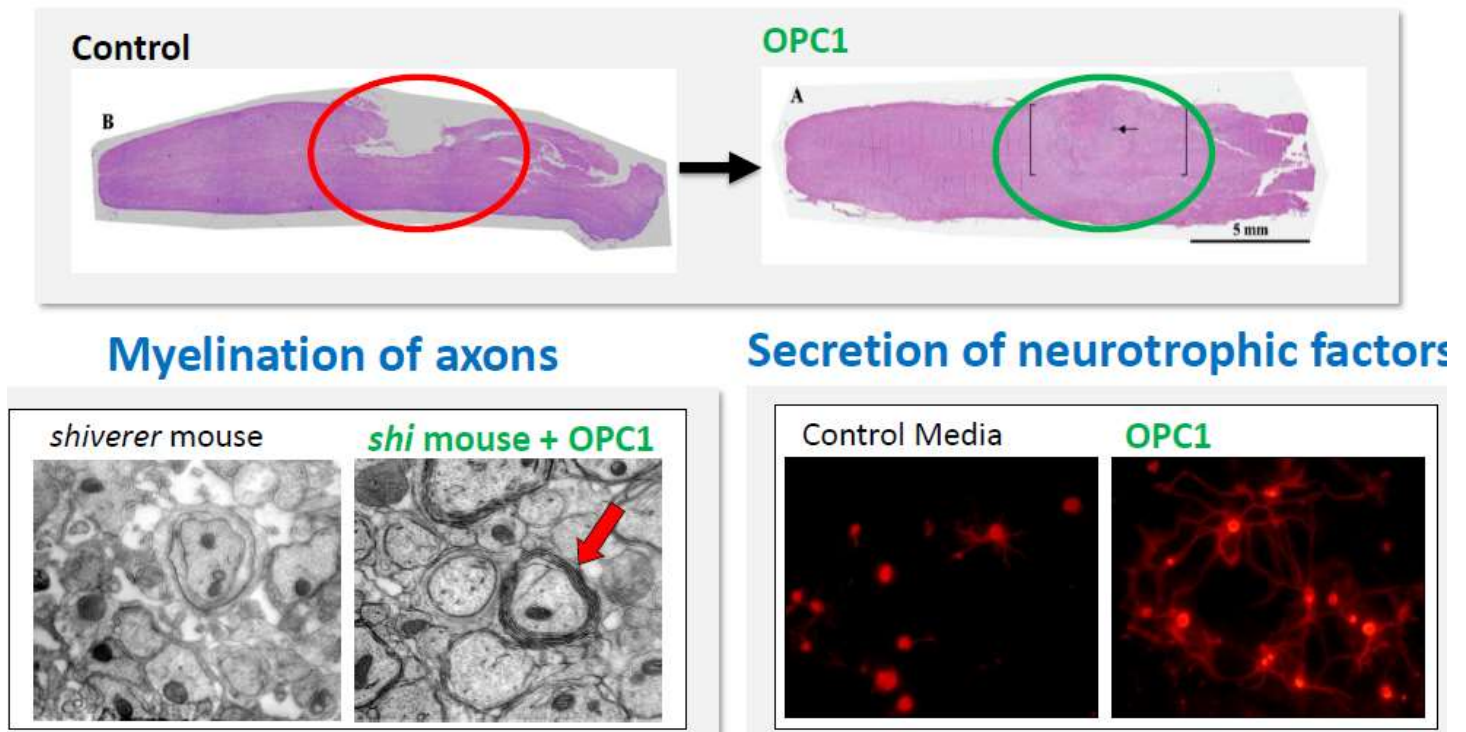 Control
OPC1
B
A
5 mm
Myelination of axons
Secretion of neurotrophic factors
shiverer mouse
shi mouse + OPC1
Control Media
OPC1